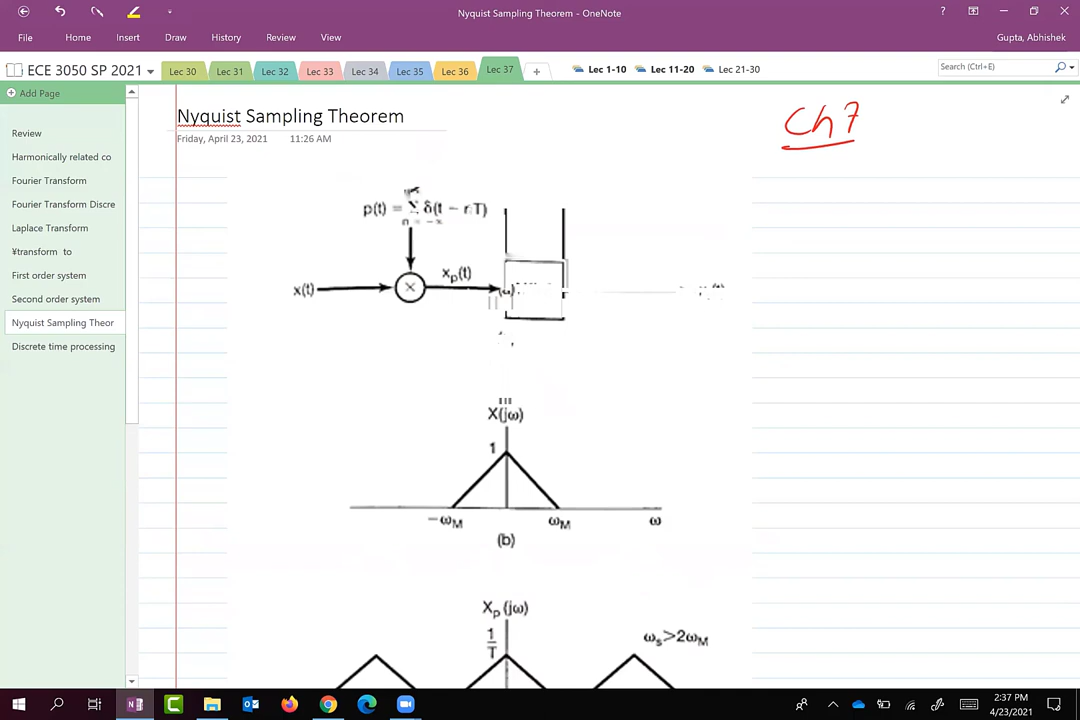 Nyquist Sampling Theorem - OneNote
?
Gupta, Abhishek
File Home Insert Draw History Review View
ECE 3050 SP 2021
Lec 30 Lec 31 Lec 32 Lec 33 Lec 34 Lec 35 Lec 36 Lec 37
Lec 1-10 Lec 11-20 Lec 21-30
Search (Ctrl+E)
Add Page
Review
Harmonically related co
Fourier Transform
Fourier Transform Discre
Laplace Transform
¥transform to
First order system
Second order system
Nyquist Sampling Theor
Discrete time processing
Nyquist Sampling Theorem
Friday, April 23, 2021 11:26 AM
Ch 7
p(t) = Σ δ(t − nT)
x(t)
×
xp(t)
X(jω)
1
−ωM ωM ω
(b)
Xp(jω)
1
T
ωs>2ωM
2:37 PM
4/23/2021